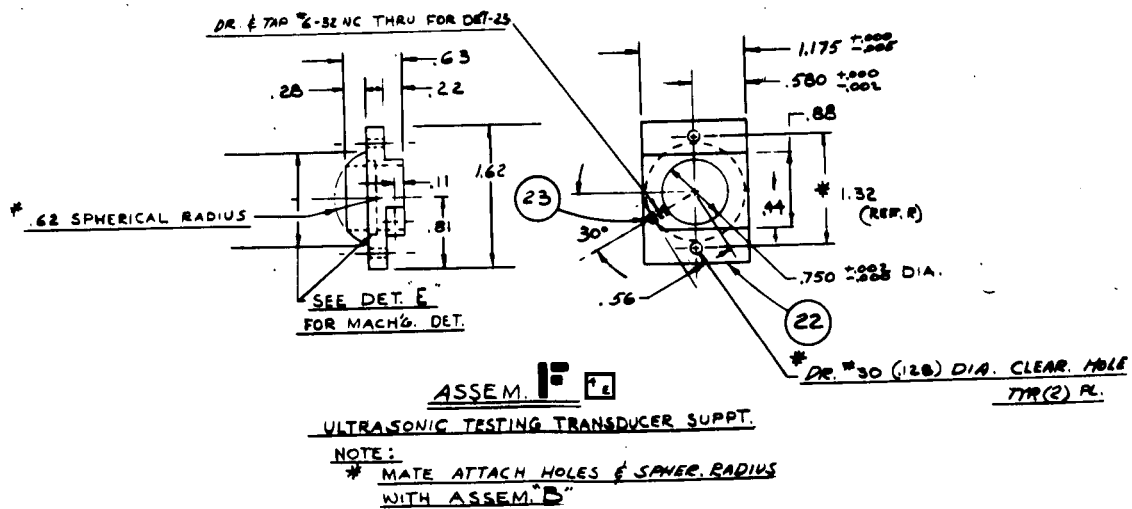 DR. & TAP #6-32 NC THRU FOR DET-23
.63
.28
.22
1.62
.11
.81
* .62 SPHERICAL RADIUS
SEE DET. "E"
FOR MACH'G. DET.
1.175 +.000 -.005
.580 +.000 -.002
.88
23
* 1.32
(REF. R)
.44
30°
.56
.750 +.002 -.000 DIA.
22
* DR. #30 (.128) DIA. CLEAR. HOLE
TYP.(2) PL.
ASSEM. F
ULTRASONIC TESTING TRANSDUCER SUPPT.
NOTE:
* MATE ATTACH HOLES & SPHER. RADIUS
WITH ASSEM. "B"